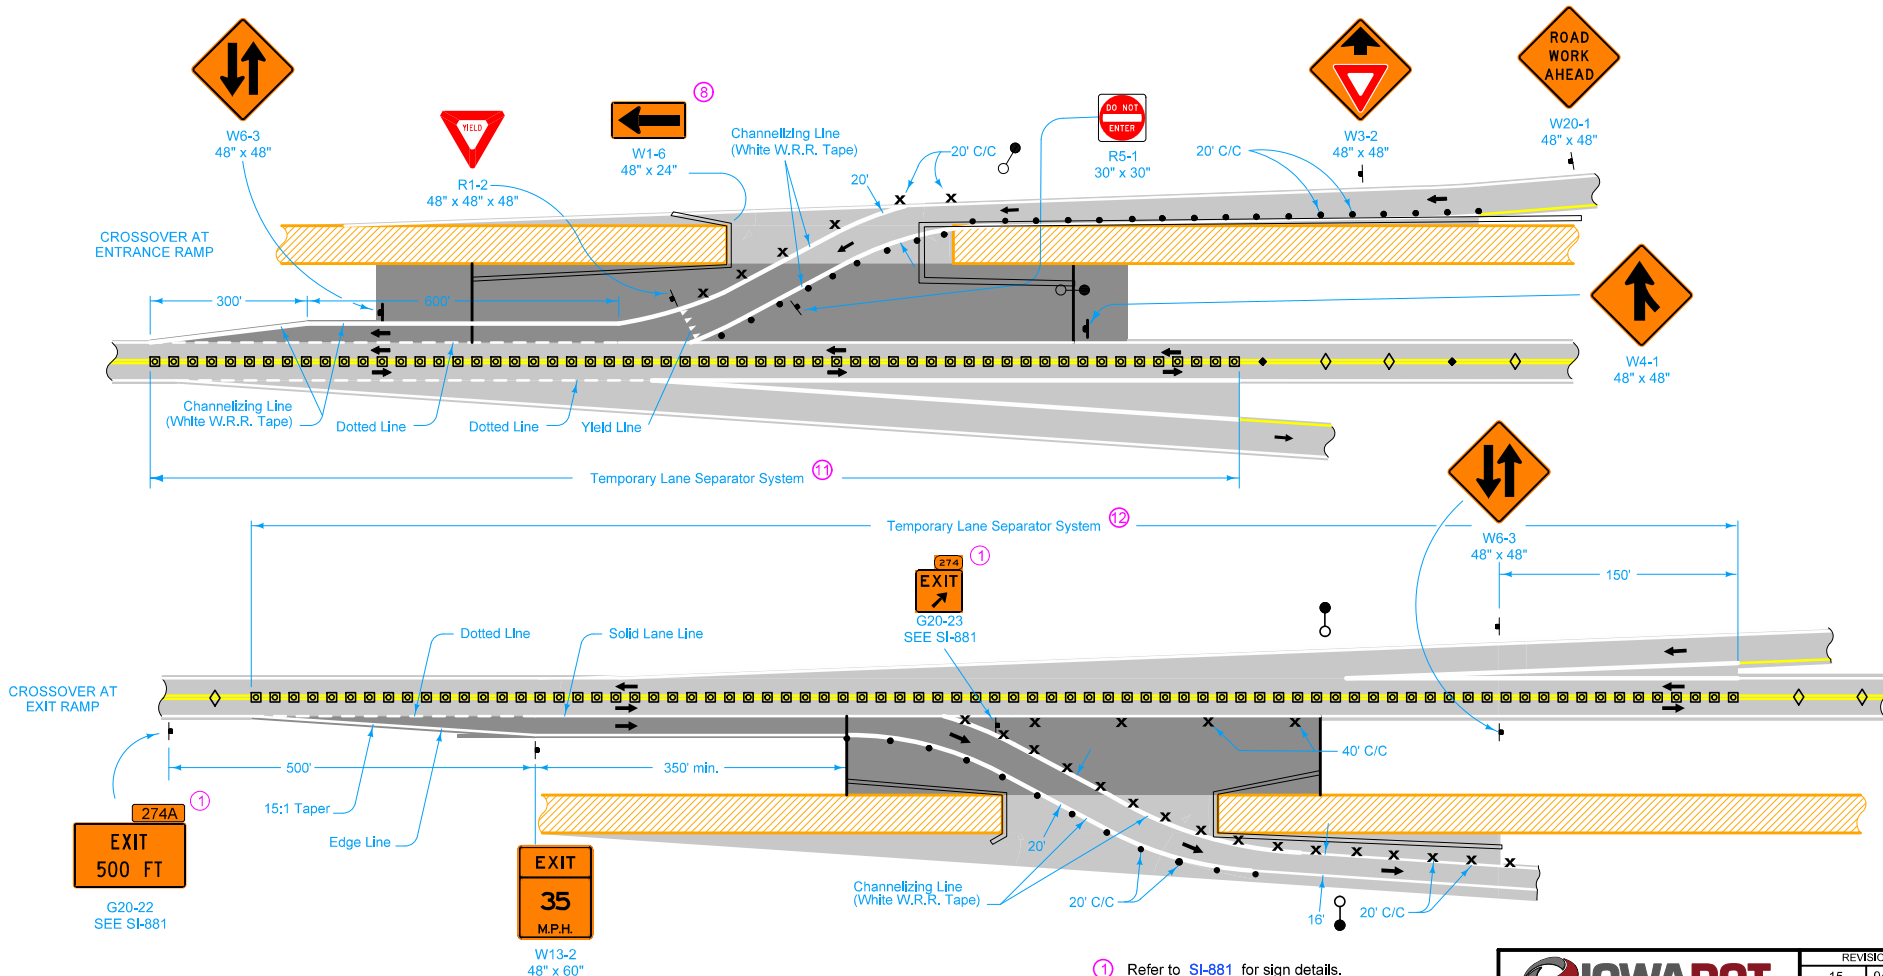 ROAD
WORK
AHEAD
W20-1
48" x 48"
W3-2
48" x 48"
DO NOT
ENTER
R5-1
30" x 30"
20' C/C
W6-3
48" x 48"
YIELD
R1-2
48" x 48" x 48"
8
W1-6
48" x 24"
Channelizing Line
(White W.R.R. Tape)
20' C/C
20'
CROSSOVER AT
ENTRANCE RAMP
300'
600'
W4-1
48" x 48"
Channelizing Line
(White W.R.R. Tape)
Dotted Line
Dotted Line
Yield Line
Temporary Lane Separator System 11
Temporary Lane Separator System 12
W6-3
48" x 48"
150'
274
1
EXIT
G20-23
SEE SI-881
Dotted Line
Solid Lane Line
CROSSOVER AT
EXIT RAMP
500'
350' min.
40' C/C
15:1 Taper
Edge Line
274A
1
EXIT
500 FT
G20-22
SEE SI-881
EXIT
35
M.P.H.
W13-2
48" x 60"
20'
Channelizing Line
(White W.R.R. Tape)
20' C/C
16'
20' C/C
1 Refer to SI-881 for sign details.
IOWADOT
REVISIO
15